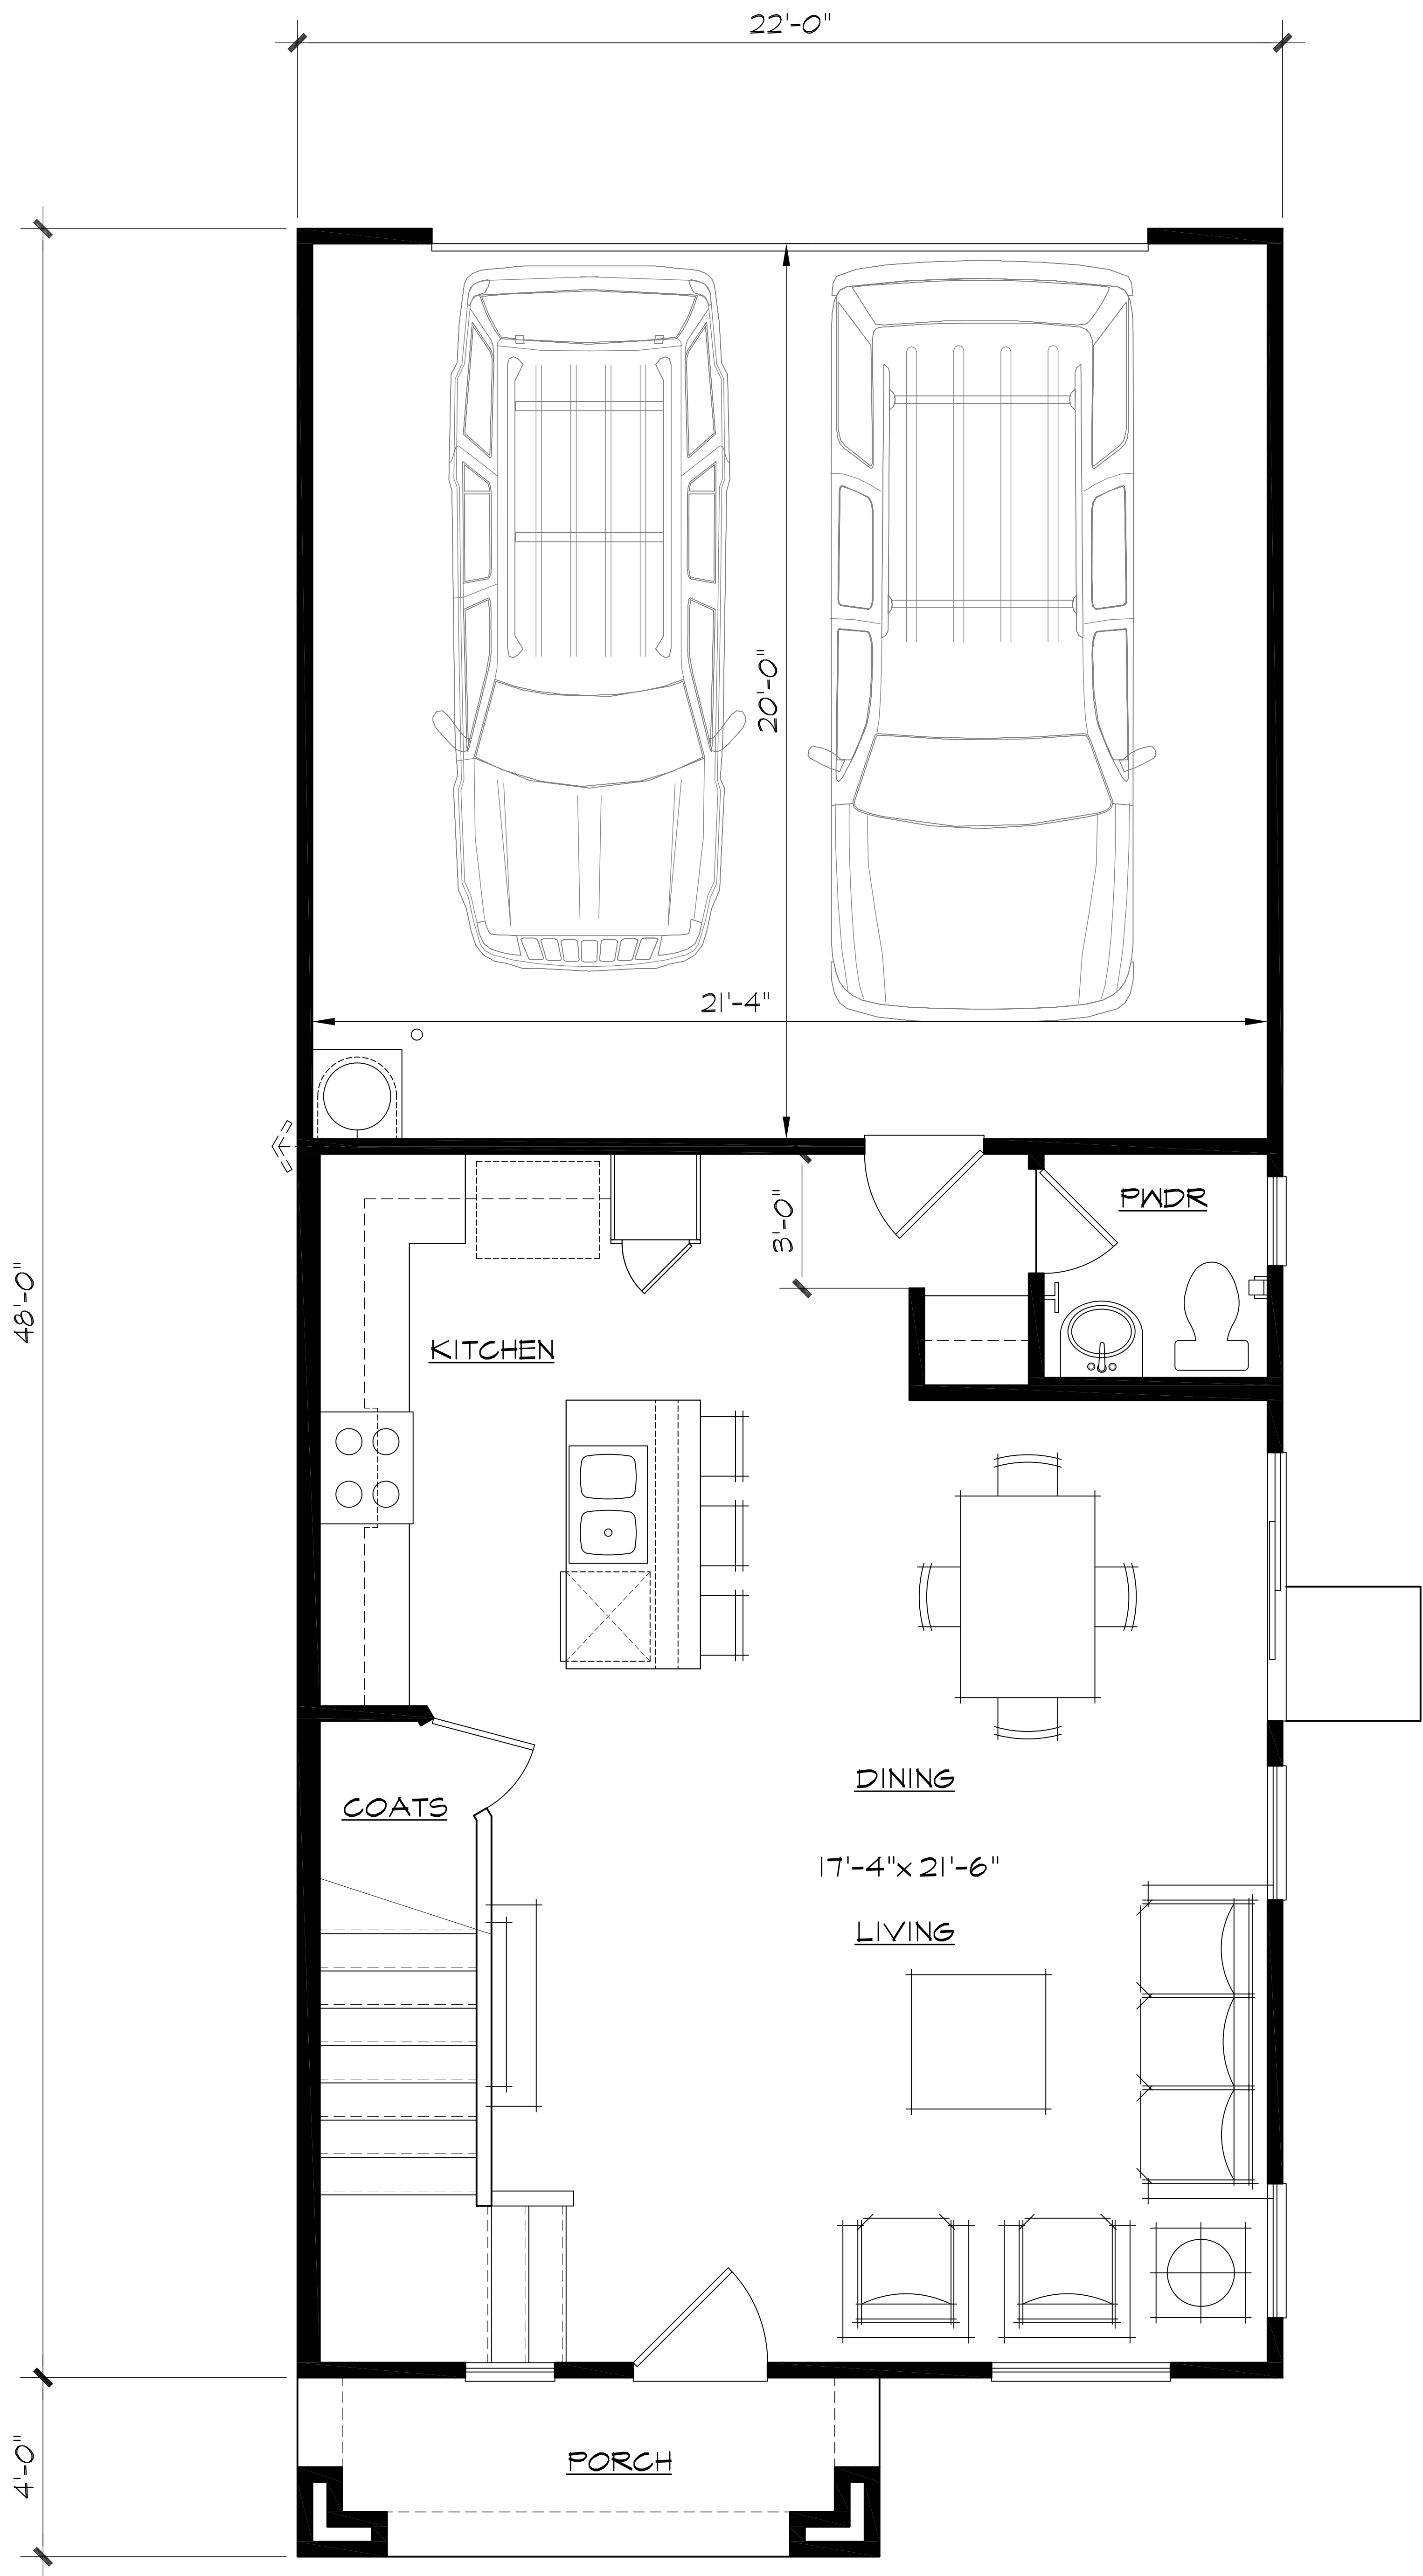 22'-0"
20'-0"
21'-4"
3'-0"
PWDR
48'-0"
KITCHEN
DINING
COATS
17'-4"x 21'-6"
LIVING
PORCH
4'-0"